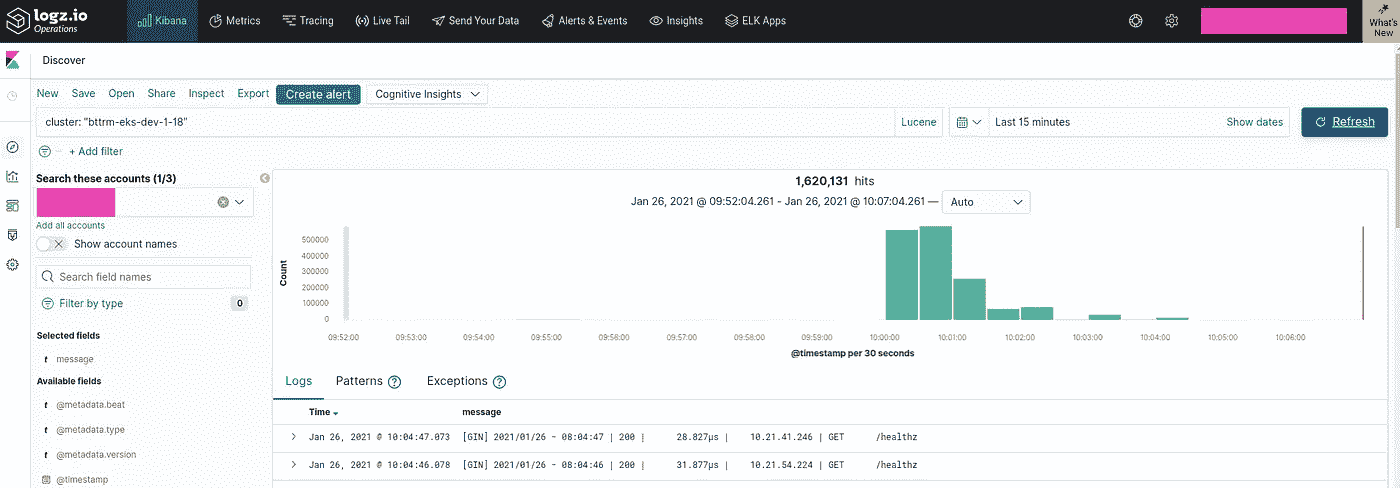 logz.io Operations Kibana Metrics Tracing Live Tail Send Your Data Alerts & Events Insights ELK Apps What's New
Discover
New Save Open Share Inspect Export Create alert Cognitive Insights
cluster: "bttrm-eks-dev-1-18" Lucene Last 15 minutes Show dates Refresh
+ Add filter
Search these accounts (1/3)
Add all accounts
Show account names
Search field names
Filter by type 0
Selected fields
t message
Available fields
t @metadata.beat
t @metadata.type
t @metadata.version
@timestamp
1,620,131 hits
Jan 26, 2021 @ 09:52:04.261 - Jan 26, 2021 @ 10:07:04.261 — Auto
Count
500000
400000
300000
200000
100000
0
09:52:00 09:53:00 09:54:00 09:55:00 09:56:00 09:57:00 09:58:00 09:59:00 10:00:00 10:01:00 10:02:00 10:03:00 10:04:00 10:05:00 10:06:00
@timestamp per 30 seconds
Logs Patterns ? Exceptions ?
Time message
Jan 26, 2021 @ 10:04:47.073 [GIN] 2021/01/26 - 08:04:47 | 200 | 28.827µs | 10.21.41.246 | GET /healthz
Jan 26, 2021 @ 10:04:46.078 [GIN] 2021/01/26 - 08:04:46 | 200 | 31.877µs | 10.21.54.224 | GET /healthz